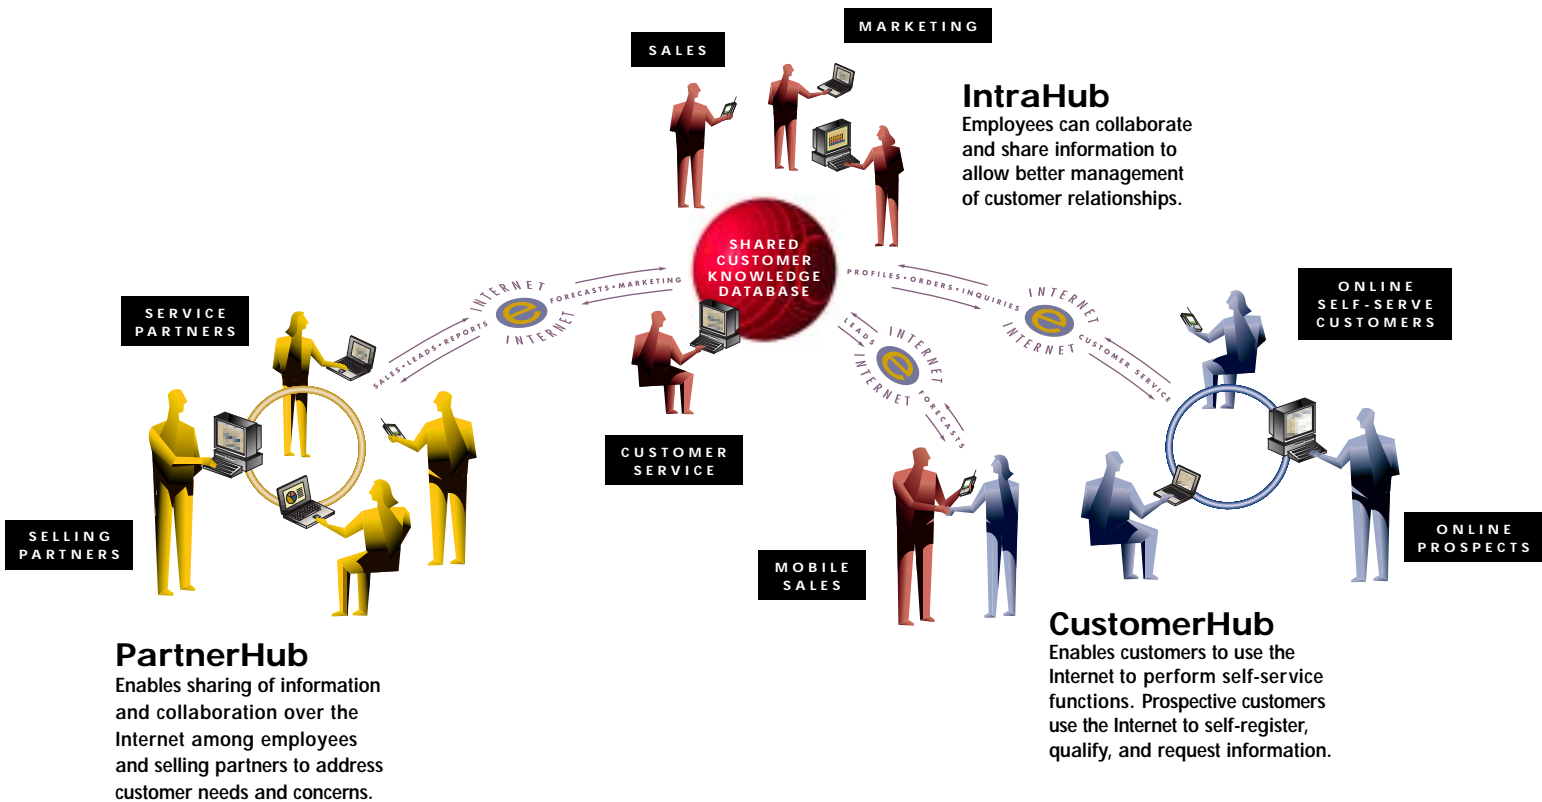 MARKETING
SALES
IntraHub
Employees can collaborate
and share information to
allow better management
of customer relationships.
SHARED
CUSTOMER
KNOWLEDGE
DATABASE
SERVICE
PARTNERS
SALES•LEADS•REPORTS
INTERNET
e
INTERNET
FORECASTS•MARKETING
PROFILES•ORDERS•INQUIRIES
INTERNET
e
INTERNET
CUSTOMER SERVICE
ONLINE
SELF-SERVE
CUSTOMERS
LEADS
INTERNET
e
INTERNET
FORECASTS
CUSTOMER
SERVICE
SELLING
PARTNERS
MOBILE
SALES
ONLINE
PROSPECTS
PartnerHub
Enables sharing of information
and collaboration over the
Internet among employees
and selling partners to address
customer needs and concerns.
CustomerHub
Enables customers to use the
Internet to perform self-service
functions. Prospective customers
use the Internet to self-register,
qualify, and request information.